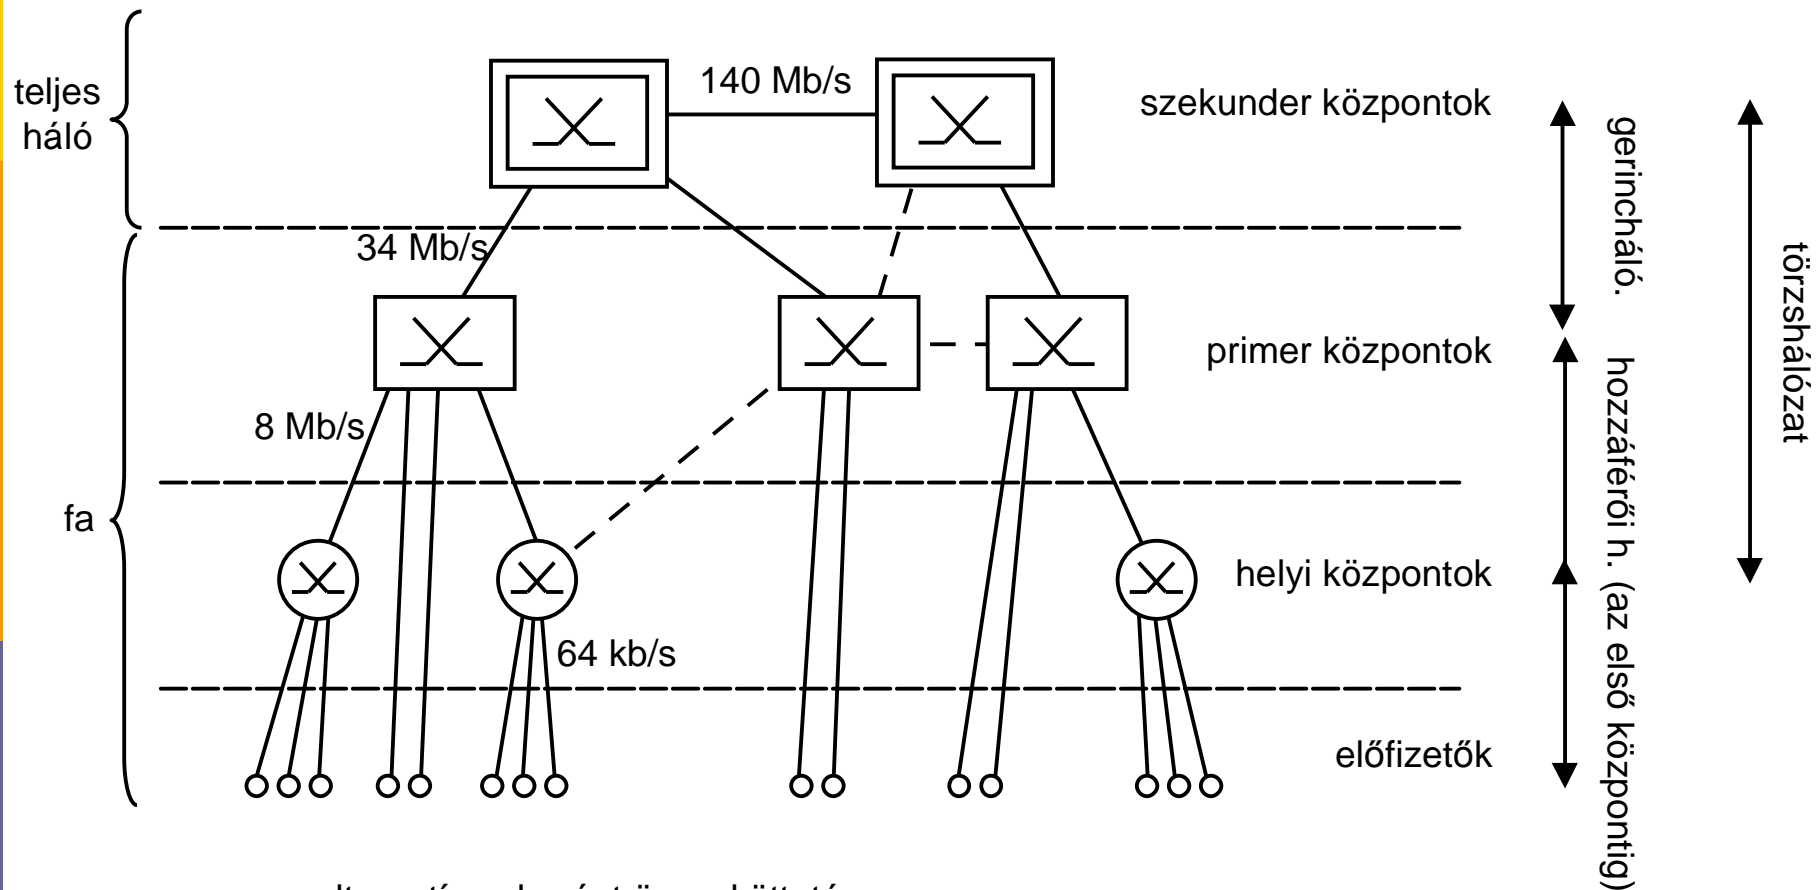 teljes
háló
140 Mb/s
szekunder központok
gerincháló.
törzshálózat
34 Mb/s
primer központok
8 Mb/s
hozzáférői h. (az első központig)
fa
helyi központok
64 kb/s
előfizetők